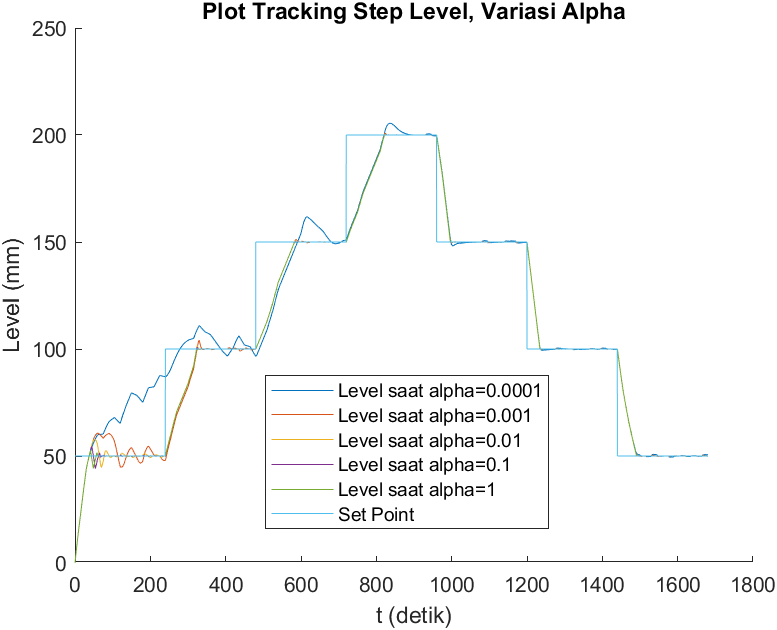 Plot Tracking Step Level, Variasi Alpha
250
200
150
100
50
0
Level (mm)
Level saat alpha=0.0001
Level saat alpha=0.001
Level saat alpha=0.01
Level saat alpha=0.1
Level saat alpha=1
Set Point
0 200 400 600 800 1000 1200 1400 1600 1800
t (detik)